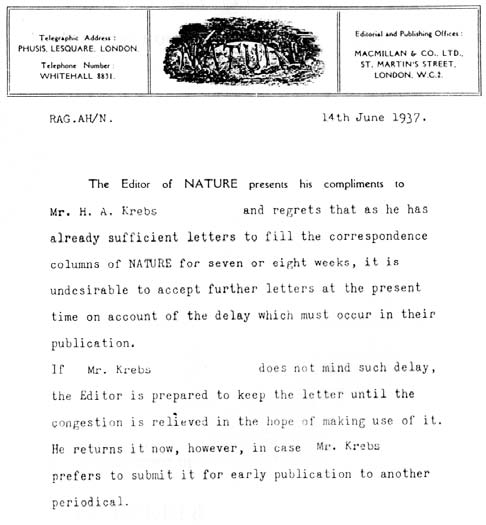 Telegraphic Address :
PHUSIS, LESQUARE, LONDON.
Telephone Number :
WHITEHALL 8831.
NATURE
Editorial and Publishing Offices :
MACMILLAN & CO., LTD.,
ST. MARTIN'S STREET,
LONDON, W.C.2.
RAG.AH/N.
14th June 1937.
The Editor of NATURE presents his compliments to
Mr. H. A. Krebs and regrets that as he has
already sufficient letters to fill the correspondence
columns of NATURE for seven or eight weeks, it is
undesirable to accept further letters at the present
time on account of the delay which must occur in their
publication.
If Mr. Krebs does not mind such delay,
the Editor is prepared to keep the letter until the
congestion is relieved in the hope of making use of it.
He returns it now, however, in case Mr. Krebs
prefers to submit it for early publication to another
periodical.